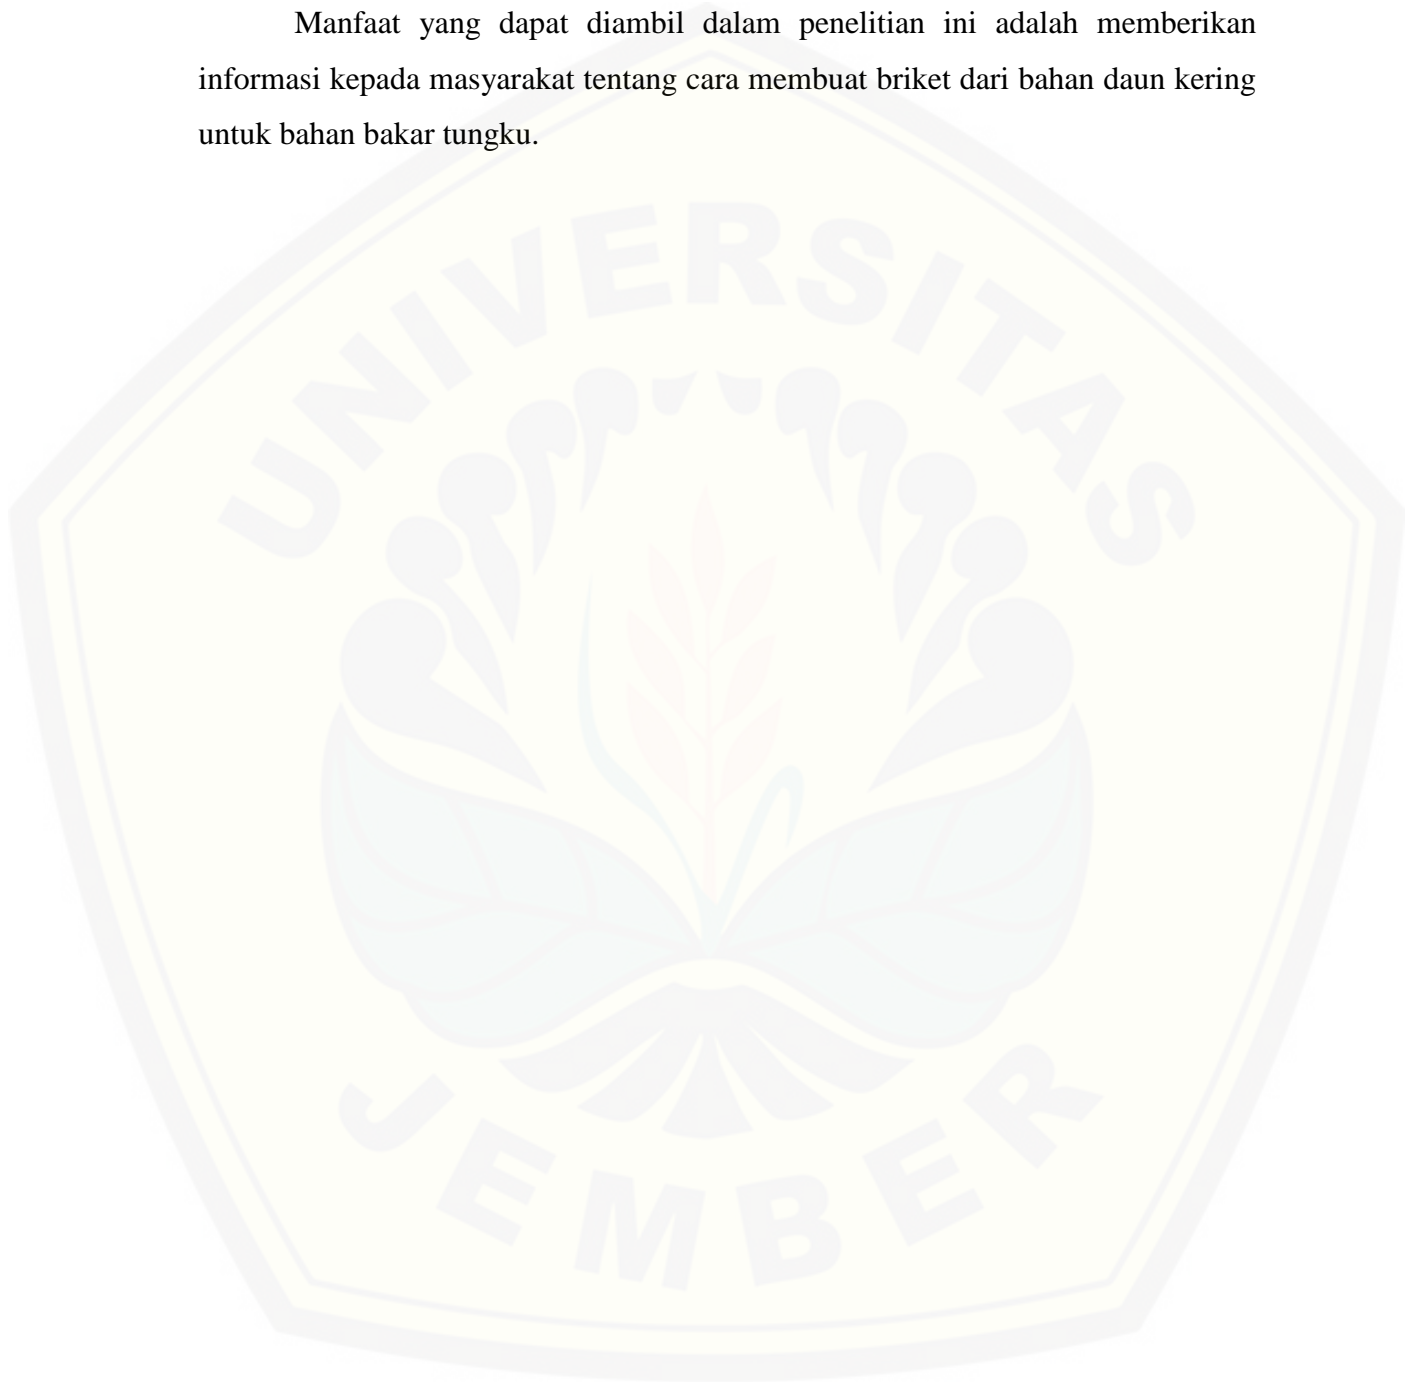 Manfaat yang dapat diambil dalam penelitian ini adalah memberikan
informasi kepada masyarakat tentang cara membuat briket dari bahan daun kering
untuk bahan bakar tungku.
UNIVERSITAS
JEMBER